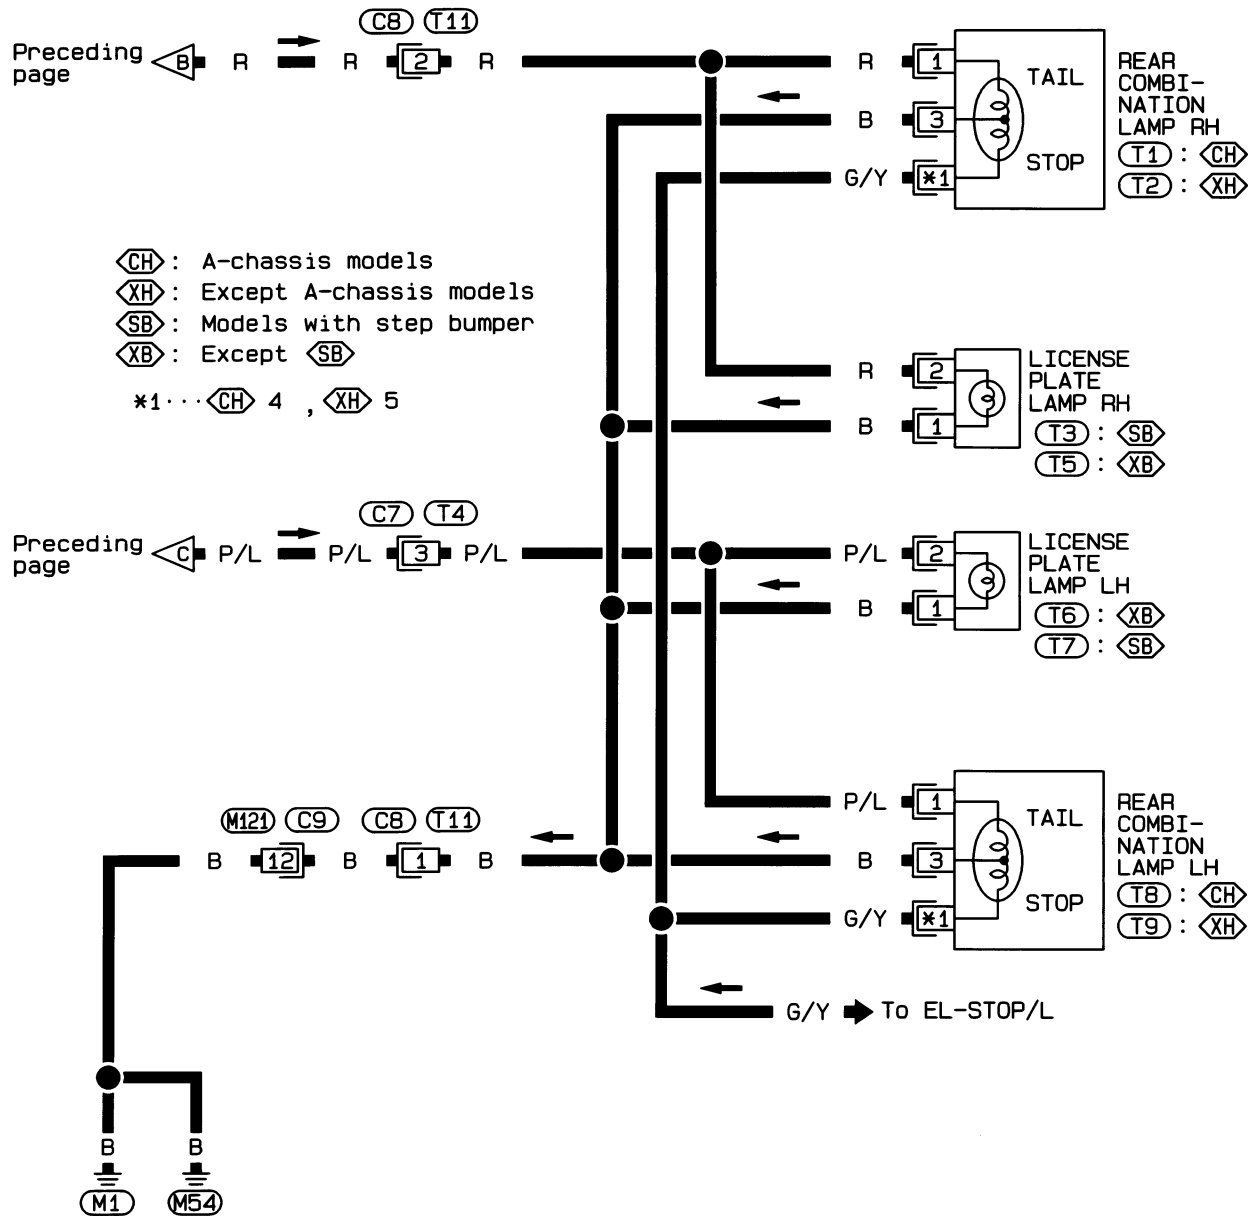 C8 T11
Preceding
page
B R R 2 R R 1 TAIL
B 3
G/Y *1 STOP
REAR
COMBI-
NATION
LAMP RH
T1 : CH
T2 : XH
CH : A-chassis models
XH : Except A-chassis models
SB : Models with step bumper
XB : Except SB
*1··· CH 4 , XH 5
R 2
B 1
LICENSE
PLATE
LAMP RH
T3 : SB
T5 : XB
C7 T4
Preceding
page
C P/L P/L 3 P/L P/L 2
B 1
LICENSE
PLATE
LAMP LH
T6 : XB
T7 : SB
M121 C9 C8 T11
P/L 1 TAIL
B 12 B 1 B B 3
G/Y *1 STOP
REAR
COMBI-
NATION
LAMP LH
T8 : CH
T9 : XH
G/Y To EL-STOP/L
B B
M1 M54